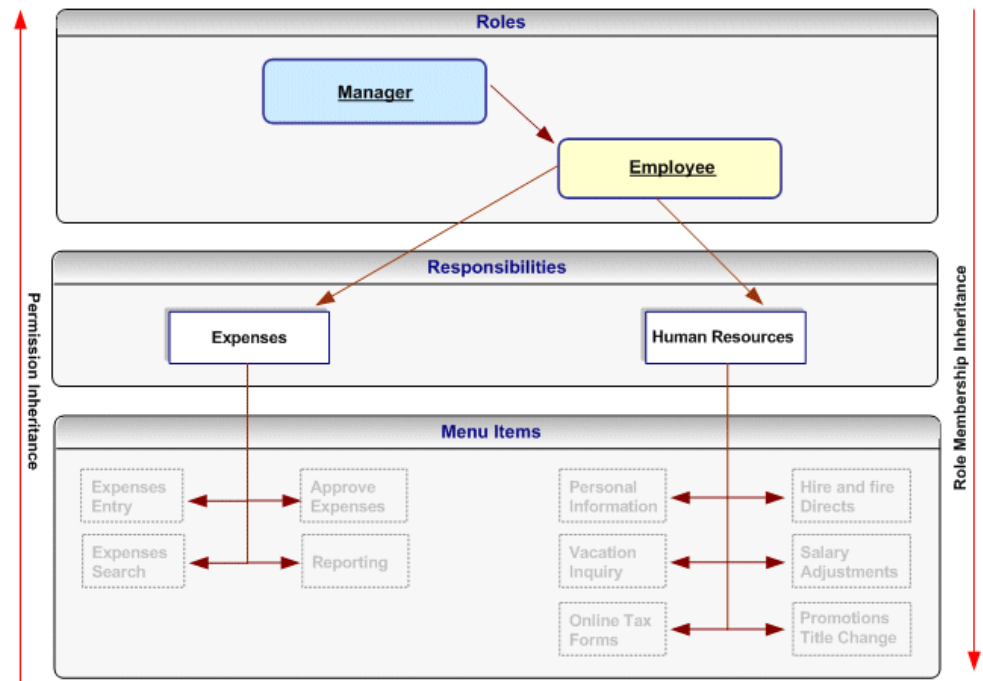 Roles
Manager
Employee
Permission Inheritance
Role Membership Inheritance
Responsibilities
Expenses
Human Resources
Menu Items
Expenses
Entry
Approve
Expenses
Personal
Information
Hire and fire
Directs
Expenses
Search
Reporting
Vacation
Inquiry
Salary
Adjustments
Online Tax
Forms
Promotions
Title Change